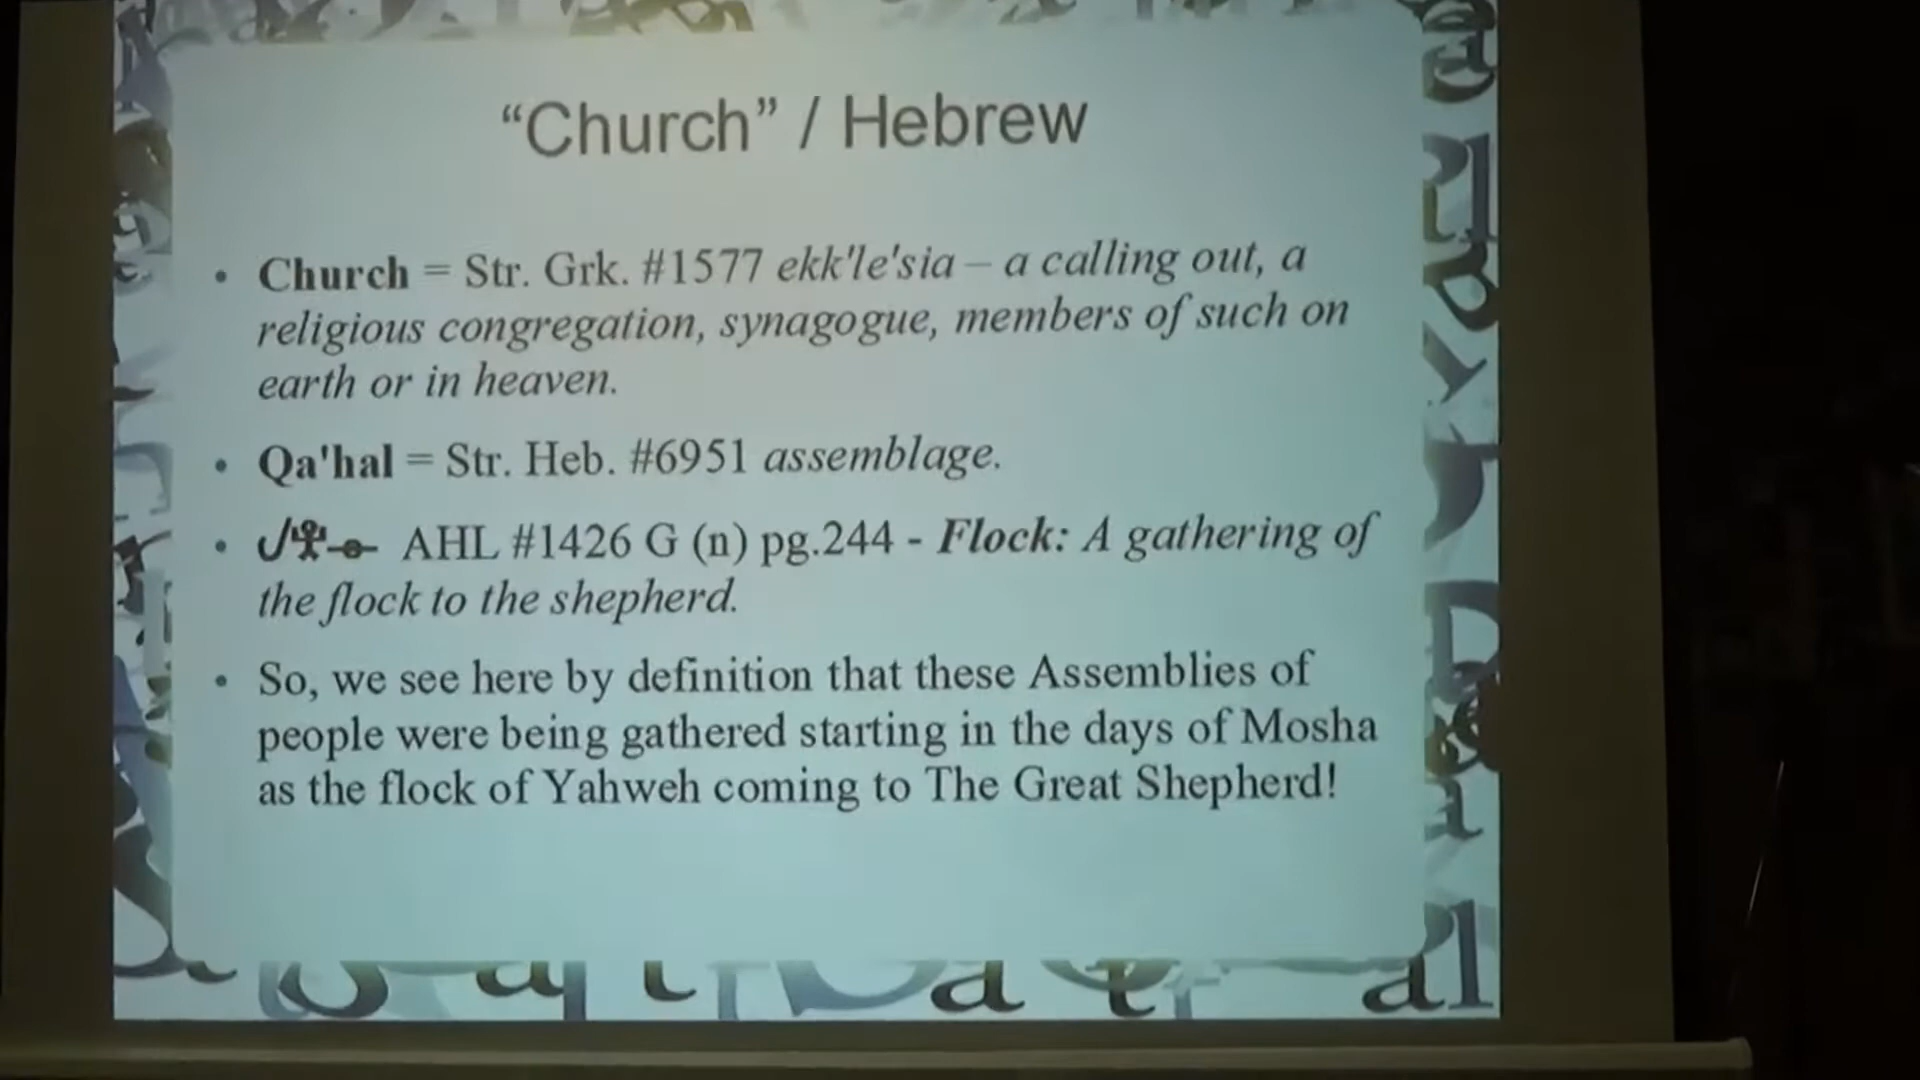 “Church” / Hebrew
• Church = Str. Grk. #1577 ekk'le'sia – a calling out, a
religious congregation, synagogue, members of such on
earth or in heaven.
• Qa'hal = Str. Heb. #6951 assemblage.
• AHL #1426 G (n) pg.244 - Flock: A gathering of
the flock to the shepherd.
• So, we see here by definition that these Assemblies of
people were being gathered starting in the days of Mosha
as the flock of Yahweh coming to The Great Shepherd!